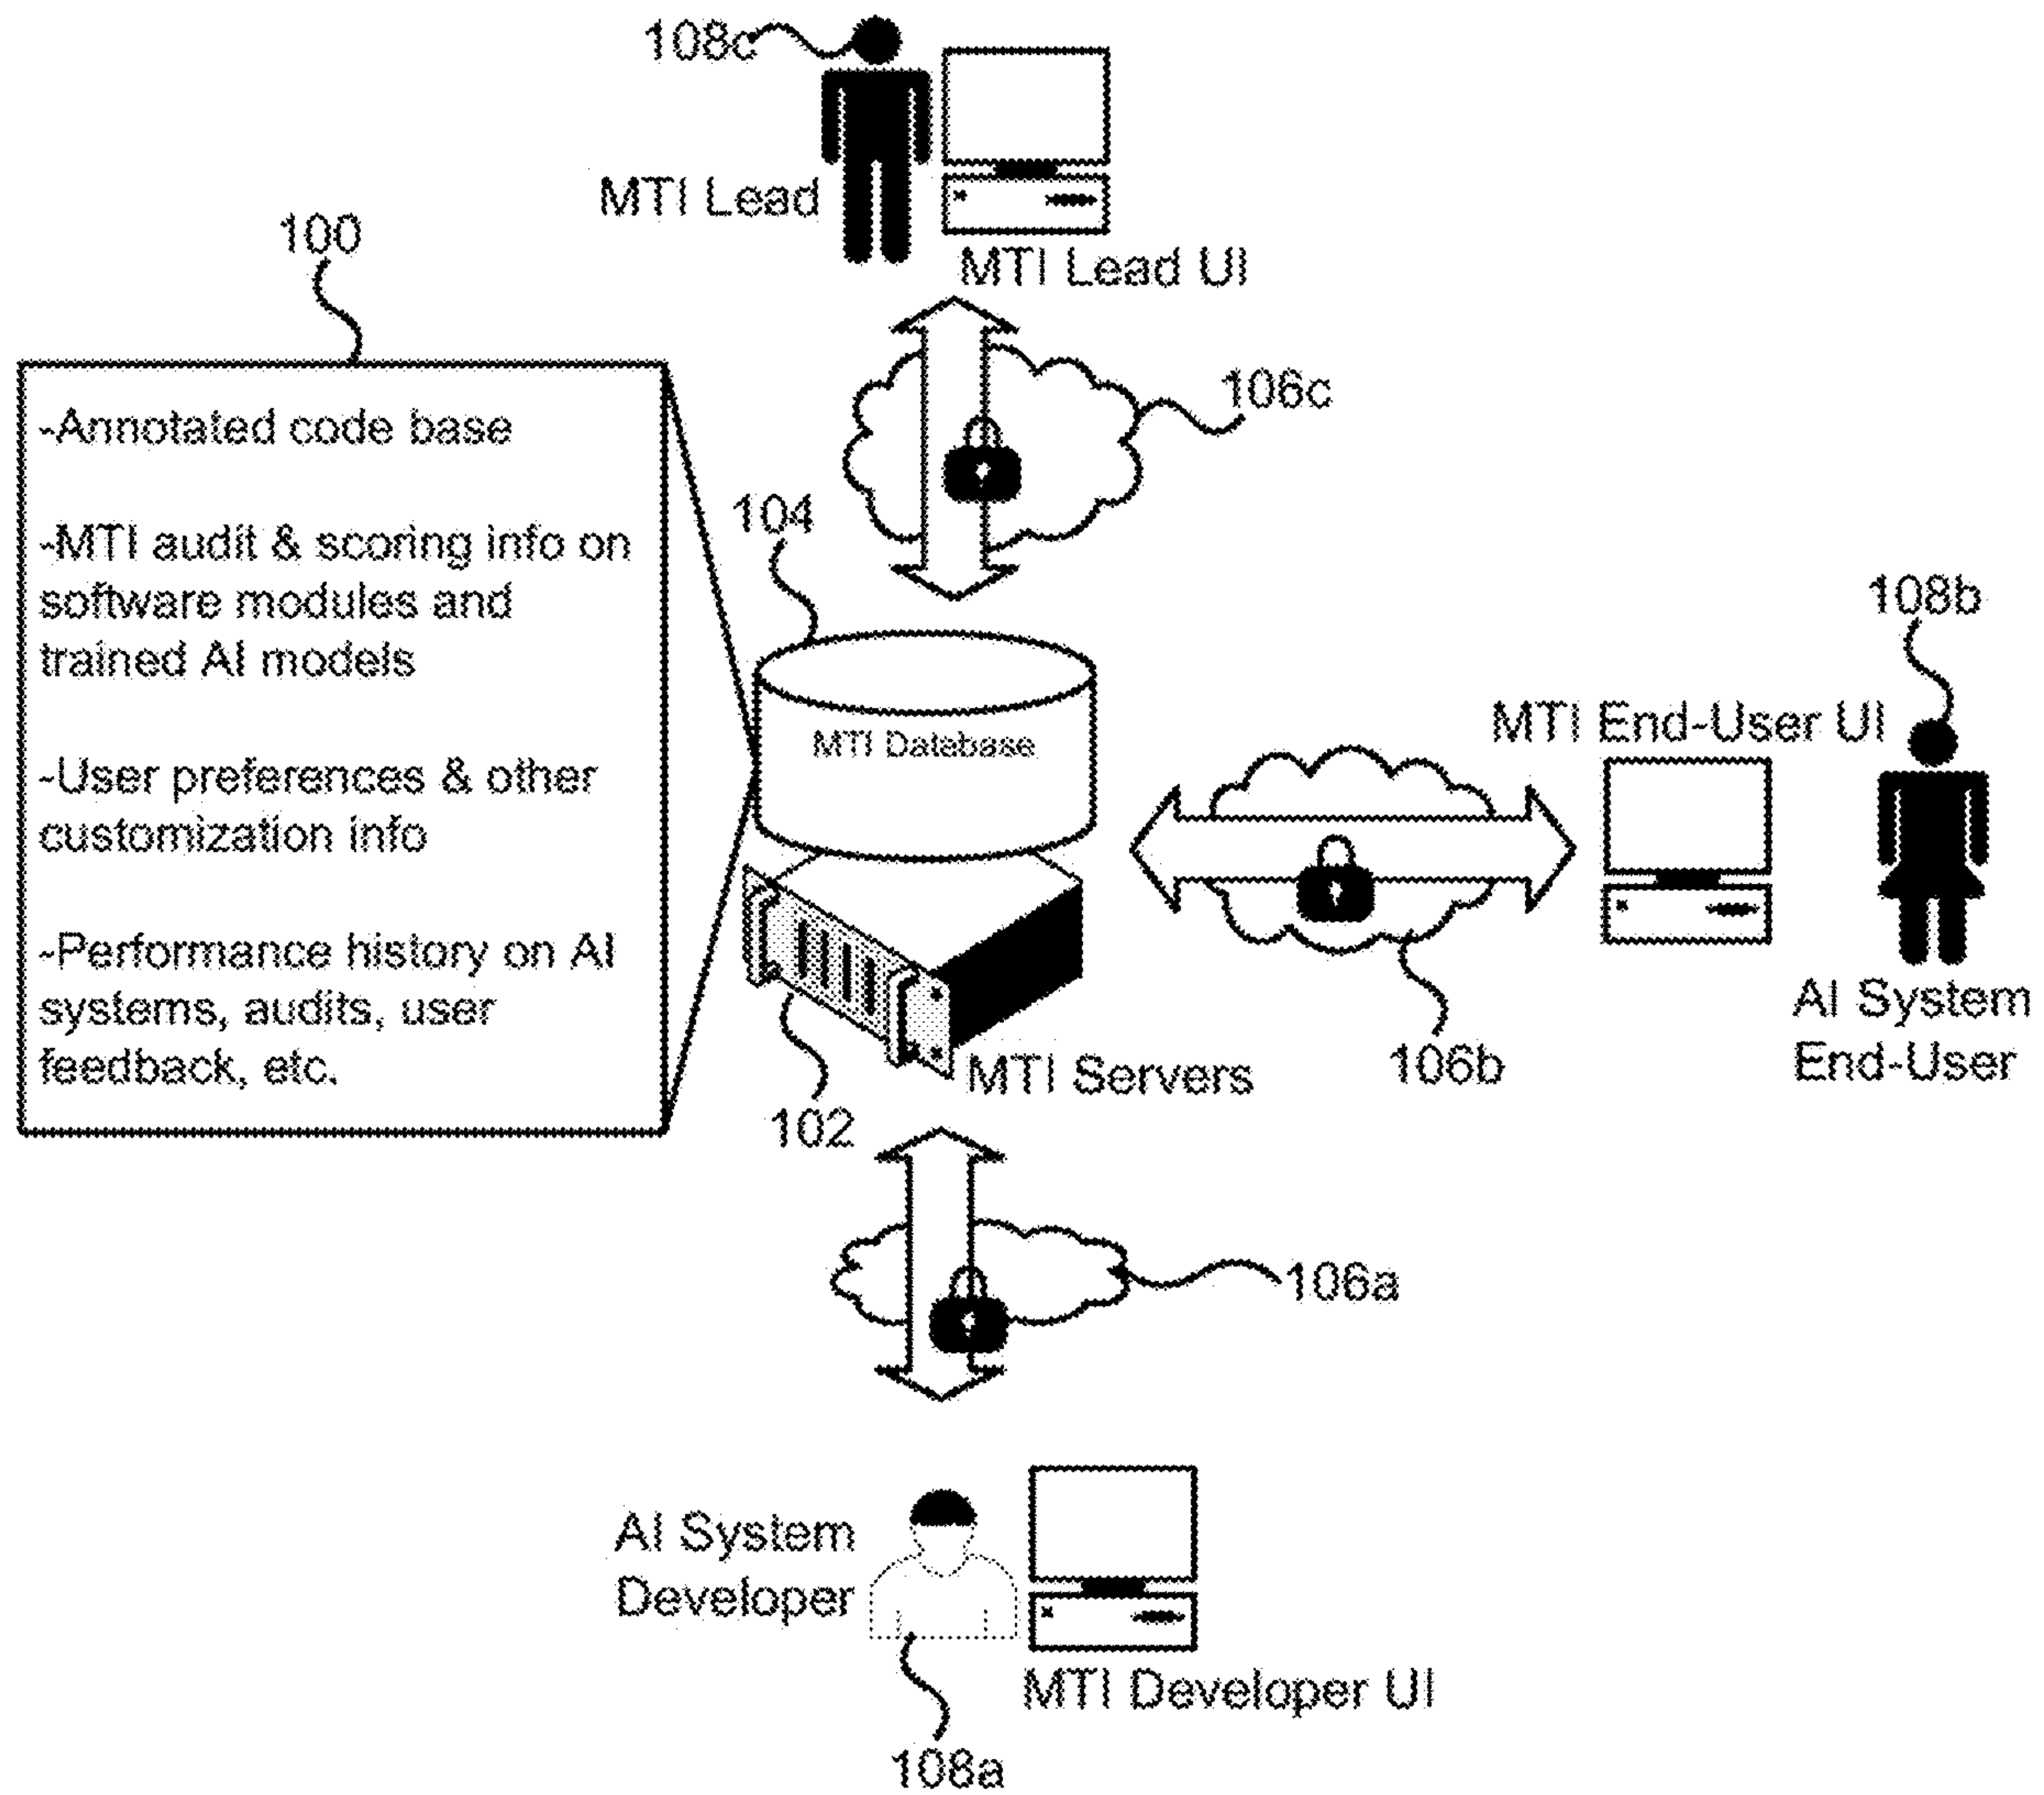 108c
MTI Lead
MTI Lead UI
100
-Annotated code base
-MTI audit & scoring info on
software modules and
trained AI models
-User preferences & other
customization info
-Performance history on AI
systems, audits, user
feedback, etc.
106c
104
MTI Database
108b
MTI End-User UI
AI System
End-User
106b
MTI Servers
102
106a
AI System
Developer
MTI Developer UI
108a